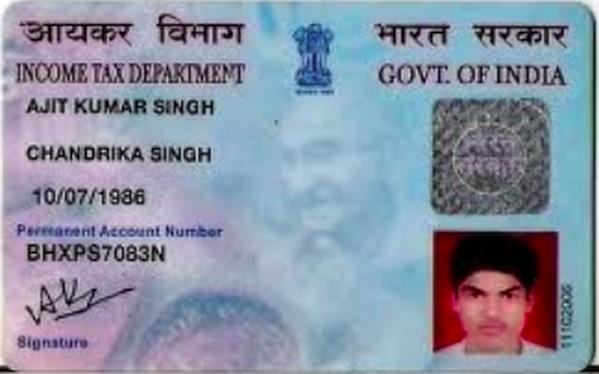 आयकर विभाग
INCOME TAX DEPARTMENT
भारत सरकार
GOVT. OF INDIA
AJIT KUMAR SINGH
CHANDRIKA SINGH
10/07/1986
Permanent Account Number
BHXPS7083N
Signature
11102006